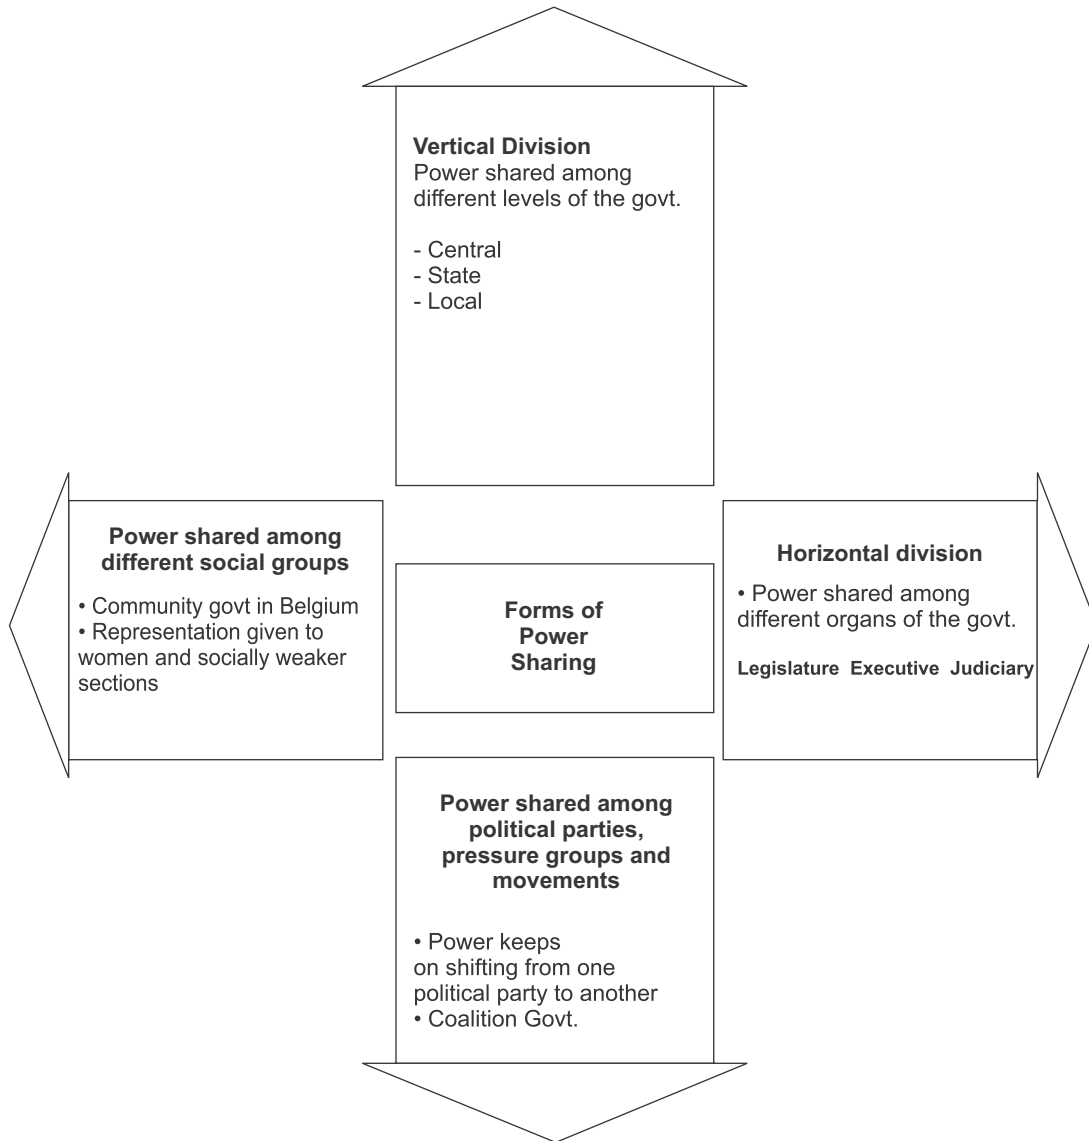 Vertical Division
Power shared among
different levels of the govt.
- Central
- State
- Local
Power shared among
different social groups
• Community govt in Belgium
• Representation given to
women and socially weaker
sections
Forms of
Power
Sharing
Horizontal division
• Power shared among
different organs of the govt.
Legislature Executive Judiciary
Power shared among
political parties,
pressure groups and
movements
• Power keeps
on shifting from one
political party to another
• Coalition Govt.